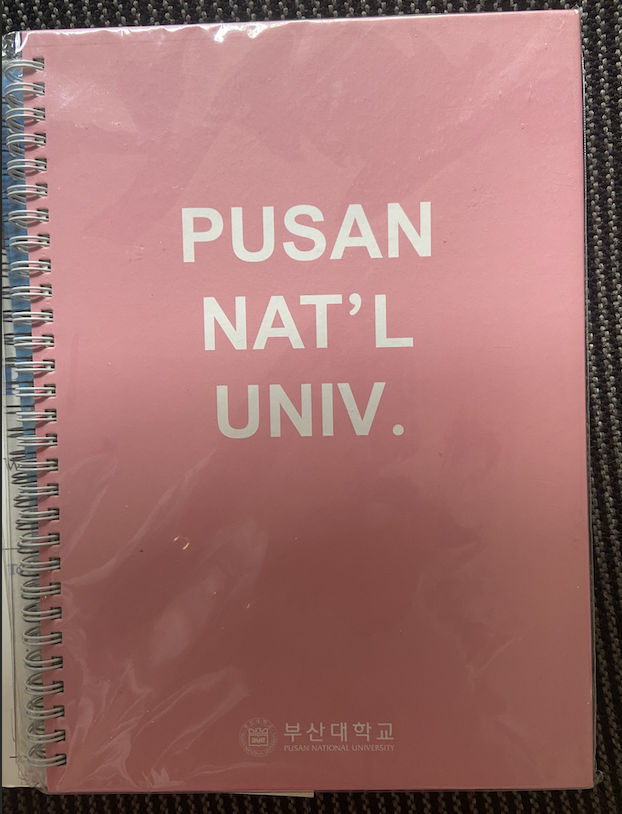 PUSAN
NAT'L
UNIV.
부산대학교
PUSAN NATIONAL UNIVERSITY